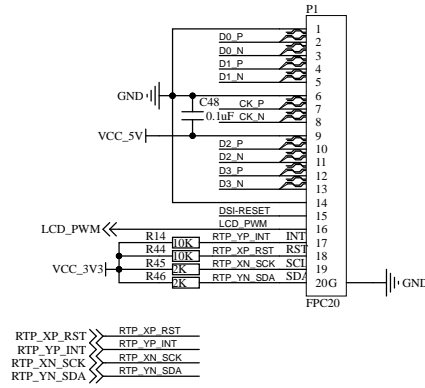 P1
1
D0_P 2
D0_N 3
D1_P 4
D1_N 5
GND 6
C48 CK_P 7
0.1uF CK_N 8
VCC_5V 9
D2_P 10
D2_N 11
D3_P 12
D3_N 13
14
DSI-RESET 15
LCD_PWM LCD_PWM 16
R14 10K RTP_YP_INT INT 17
R44 10K RTP_XP_RST RST 18
VCC_3V3 R45 2K RTP_XN_SCK SCL 19
R46 2K RTP_YN_SDA SDA 20G GND
FPC20
RTP_XP_RST RTP_XP_RST
RTP_YP_INT RTP_YP_INT
RTP_XN_SCK RTP_XN_SCK
RTP_YN_SDA RTP_YN_SDA